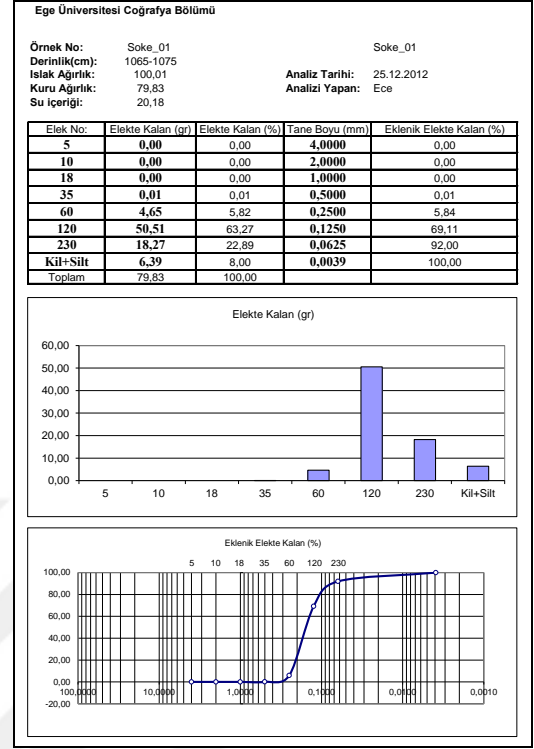 Ege Üniversitesi Coğrafya Bölümü
Örnek No: Soke_01 Soke_01
Derinlik(cm): 1065-1075
Islak Ağırlık: 100,01 Analiz Tarihi: 25.12.2012
Kuru Ağırlık: 79,83 Analizi Yapan: Ece
Su içeriği: 20,18
Elek No: Elekte Kalan (gr) Elekte Kalan (%) Tane Boyu (mm) Eklenik Elekte Kalan (%)
5 0,00 0,00 4,0000 0,00
10 0,00 0,00 2,0000 0,00
18 0,00 0,00 1,0000 0,00
35 0,01 0,01 0,5000 0,01
60 4,65 5,82 0,2500 5,84
120 50,51 63,27 0,1250 69,11
230 18,27 22,89 0,0625 92,00
Kil+Silt 6,39 8,00 0,0039 100,00
Toplam 79,83 100,00
Elekte Kalan (gr)
60,00
50,00
40,00
30,00
20,00
10,00
0,00
5 10 18 35 60 120 230 Kil+Silt
Eklenik Elekte Kalan (%)
5 10 18 35 60 120 230
100,00
80,00
60,00
40,00
20,00
0,00
100,0000 10,0000 1,0000 0,1000 0,0100 0,0010
-20,00